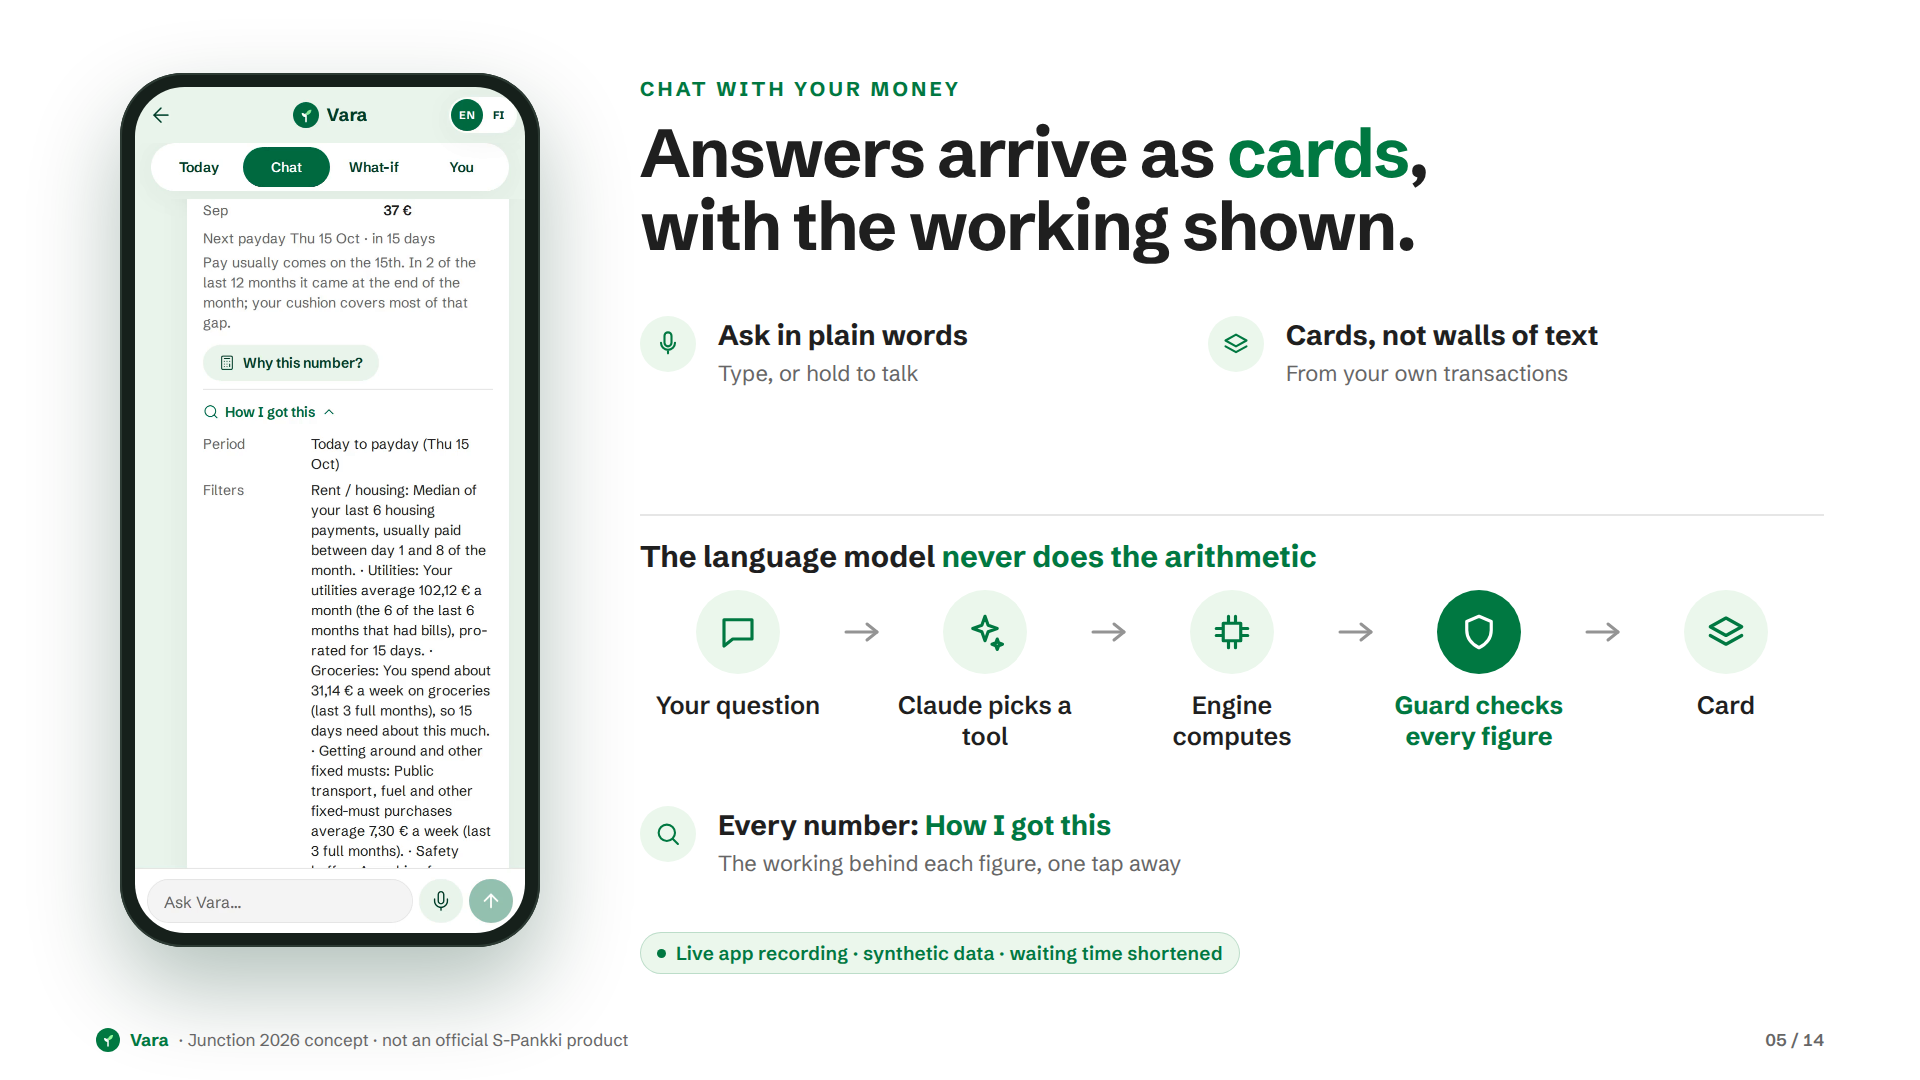 Vara
EN FI
Today Chat What-if You
Sep 37 €
Next payday Thu 15 Oct · in 15 days
Pay usually comes on the 15th. In 2 of the
last 12 months it came at the end of the
month; your cushion covers most of that
gap.
Why this number?
How I got this
Period Today to payday (Thu 15
Oct)
Filters Rent / housing: Median of
your last 6 housing
payments, usually paid
between day 1 and 8 of the
month. · Utilities: Your
utilities average 102,12 € a
month (the 6 of the last 6
months that had bills), pro-
rated for 15 days. ·
Groceries: You spend about
31,14 € a week on groceries
(last 3 full months), so 15
days need about this much.
· Getting around and other
fixed musts: Public
transport, fuel and other
fixed-must purchases
average 7,30 € a week (last
3 full months). · Safety
Ask Vara...
CHAT WITH YOUR MONEY
Answers arrive as cards,
with the working shown.
Ask in plain words
Type, or hold to talk
Cards, not walls of text
From your own transactions
The language model never does the arithmetic
Your question
Claude picks a
tool
Engine
computes
Guard checks
every figure
Card
Every number: How I got this
The working behind each figure, one tap away
Live app recording · synthetic data · waiting time shortened
Vara · Junction 2026 concept · not an official S-Pankki product
05 / 14